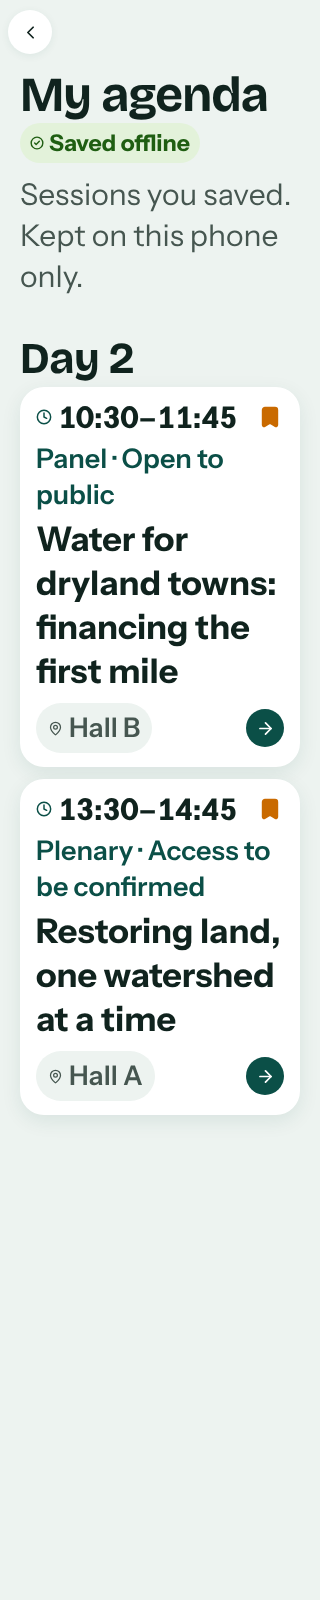 My agenda
Saved offline
Sessions you saved.
Kept on this phone
only.
Day 2
10:30–11:45
Panel · Open to
public
Water for
dryland towns:
financing the
first mile
Hall B
13:30–14:45
Plenary · Access to
be confirmed
Restoring land,
one watershed
at a time
Hall A